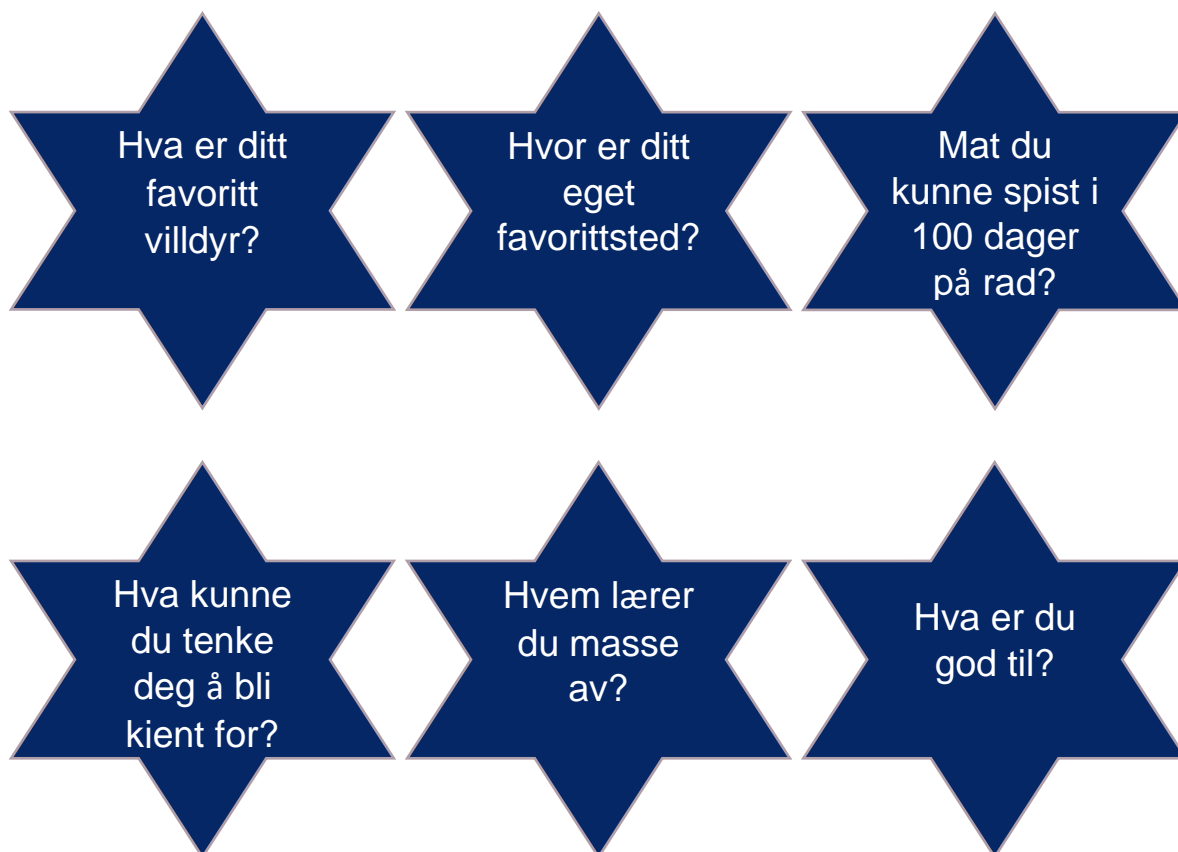 Hva er ditt
favoritt
villdyr?
Hvor er ditt
eget
favorittsted?
Mat du
kunne spist i
100 dager
på rad?
Hva kunne
du tenke
deg å bli
kjent for?
Hvem lærer
du masse
av?
Hva er du
god til?